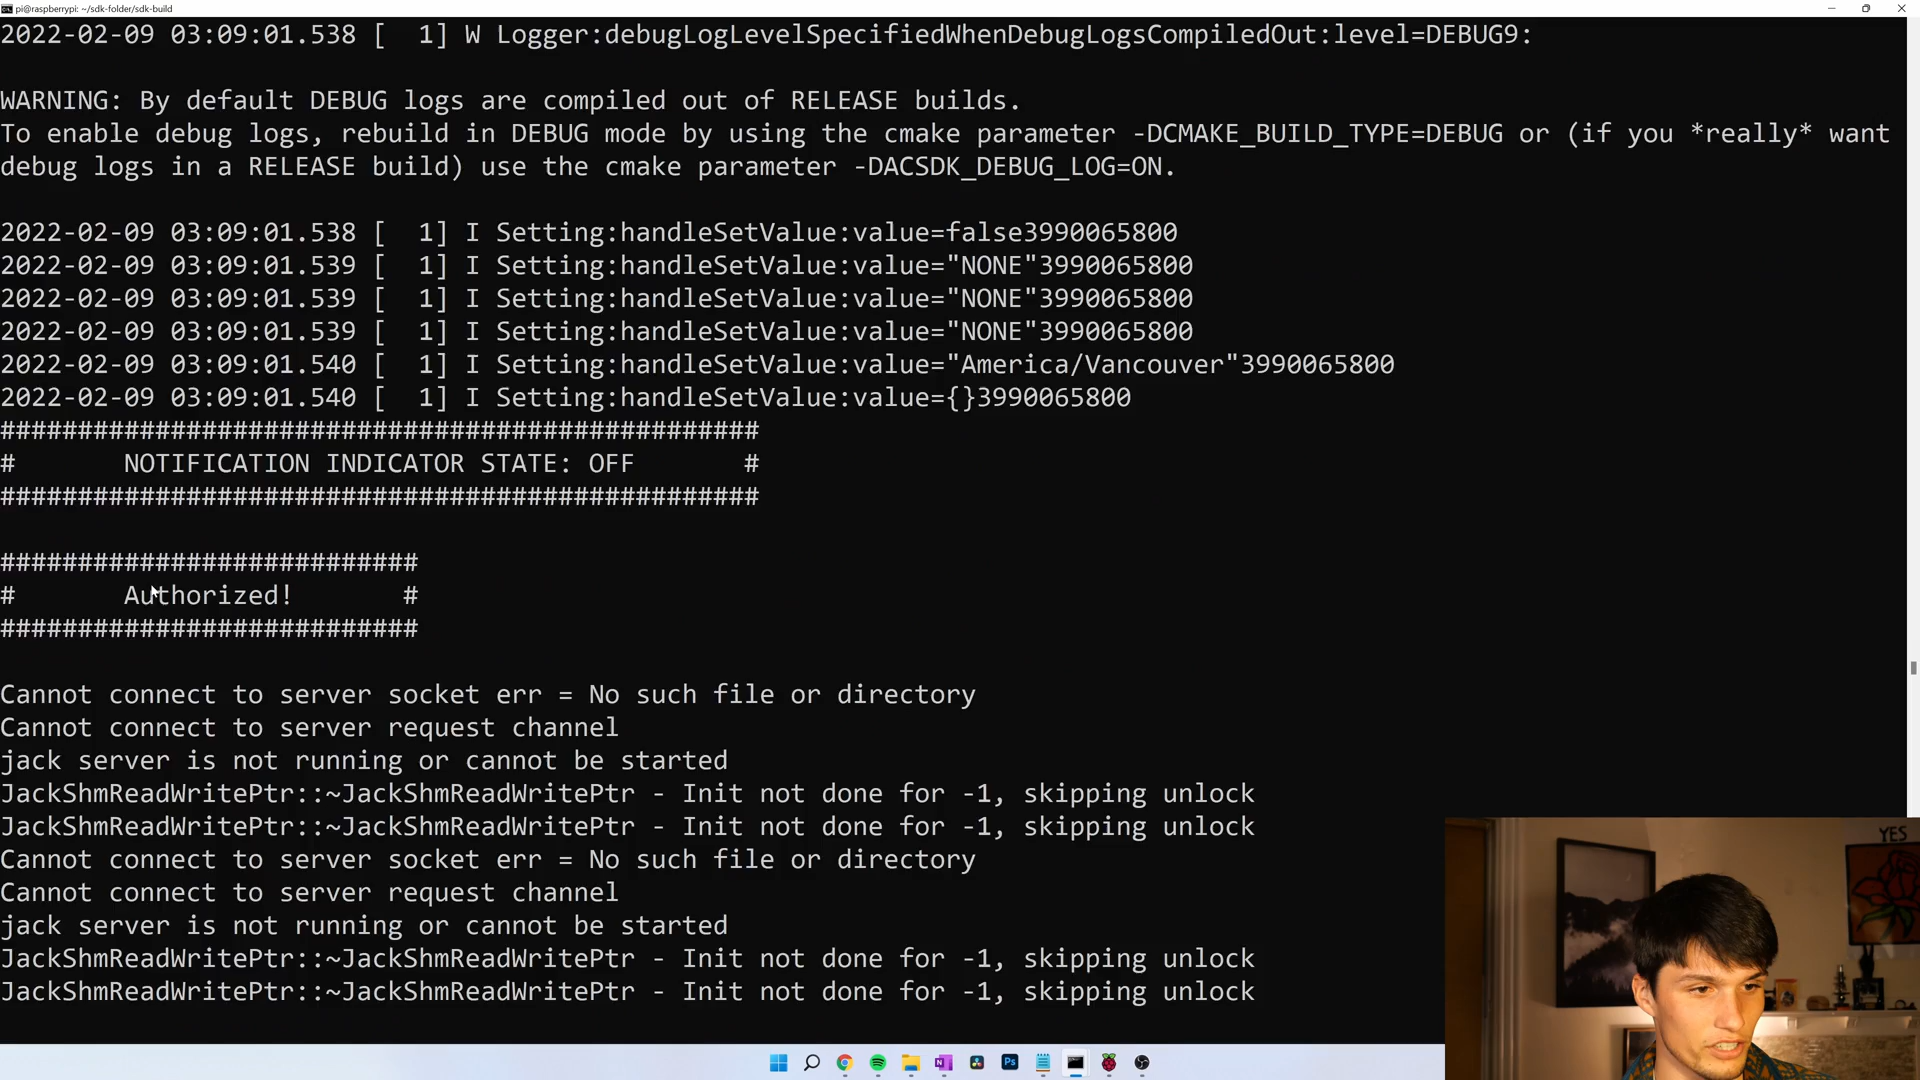 pi@raspberrypi: ~/sdk-folder/sdk-build
2022-02-09 03:09:01.538 [  1] W Logger:debugLogLevelSpecifiedWhenDebugLogsCompiledOut:level=DEBUG9:
WARNING: By default DEBUG logs are compiled out of RELEASE builds.
To enable debug logs, rebuild in DEBUG mode by using the cmake parameter -DCMAKE_BUILD_TYPE=DEBUG or (if you *really* want
debug logs in a RELEASE build) use the cmake parameter -DACSDK_DEBUG_LOG=ON.
2022-02-09 03:09:01.538 [  1] I Setting:handleSetValue:value=false3990065800
2022-02-09 03:09:01.539 [  1] I Setting:handleSetValue:value="NONE"3990065800
2022-02-09 03:09:01.539 [  1] I Setting:handleSetValue:value="NONE"3990065800
2022-02-09 03:09:01.539 [  1] I Setting:handleSetValue:value="NONE"3990065800
2022-02-09 03:09:01.540 [  1] I Setting:handleSetValue:value="America/Vancouver"3990065800
2022-02-09 03:09:01.540 [  1] I Setting:handleSetValue:value={}3990065800
#################################################
#       NOTIFICATION INDICATOR STATE: OFF       #
#################################################
###########################
#       Authorized!       #
###########################
Cannot connect to server socket err = No such file or directory
Cannot connect to server request channel
jack server is not running or cannot be started
JackShmReadWritePtr::~JackShmReadWritePtr - Init not done for -1, skipping unlock
JackShmReadWritePtr::~JackShmReadWritePtr - Init not done for -1, skipping unlock
Cannot connect to server socket err = No such file or directory
Cannot connect to server request channel
jack server is not running or cannot be started
JackShmReadWritePtr::~JackShmReadWritePtr - Init not done for -1, skipping unlock
JackShmReadWritePtr::~JackShmReadWritePtr - Init not done for -1, skipping unlock
YES
Ps